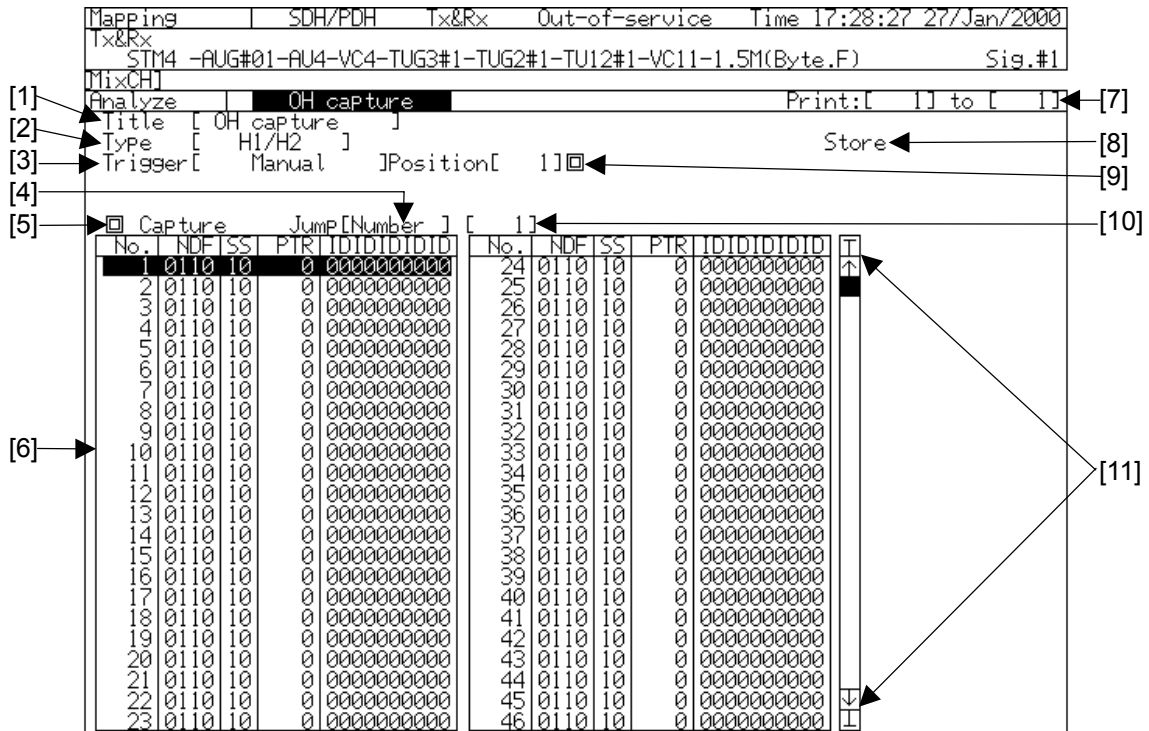 Mapping SDH/PDH Tx&Rx Out-of-service Time 17:28:27 27/Jan/2000
Tx&Rx
STM4 -AUG#01-AU4-VC4-TUG3#1-TUG2#1-TU12#1-VC11-1.5M(Byte.F) Sig.#1
[MixCH]
Analyze OH capture Print:[ 1] to [ 1] [7]
[1] Title [ OH capture ]
[2] Type [ H1/H2 ] Store [8]
[3] Trigger[ Manual ]Position[ 1] [9]
[4]
[5] Capture Jump[Number ] [ 1] [10]
No. NDF SS PTR IDIDIDIDID No. NDF SS PTR IDIDIDIDID
1 0110 10 0 0000000000 24 0110 10 0 0000000000
2 0110 10 0 0000000000 25 0110 10 0 0000000000
3 0110 10 0 0000000000 26 0110 10 0 0000000000
4 0110 10 0 0000000000 27 0110 10 0 0000000000
5 0110 10 0 0000000000 28 0110 10 0 0000000000
6 0110 10 0 0000000000 29 0110 10 0 0000000000
7 0110 10 0 0000000000 30 0110 10 0 0000000000
8 0110 10 0 0000000000 31 0110 10 0 0000000000
9 0110 10 0 0000000000 32 0110 10 0 0000000000
[6] 10 0110 10 0 0000000000 33 0110 10 0 0000000000
11 0110 10 0 0000000000 34 0110 10 0 0000000000 [11]
12 0110 10 0 0000000000 35 0110 10 0 0000000000
13 0110 10 0 0000000000 36 0110 10 0 0000000000
14 0110 10 0 0000000000 37 0110 10 0 0000000000
15 0110 10 0 0000000000 38 0110 10 0 0000000000
16 0110 10 0 0000000000 39 0110 10 0 0000000000
17 0110 10 0 0000000000 40 0110 10 0 0000000000
18 0110 10 0 0000000000 41 0110 10 0 0000000000
19 0110 10 0 0000000000 42 0110 10 0 0000000000
20 0110 10 0 0000000000 43 0110 10 0 0000000000
21 0110 10 0 0000000000 44 0110 10 0 0000000000
22 0110 10 0 0000000000 45 0110 10 0 0000000000
23 0110 10 0 0000000000 46 0110 10 0 0000000000